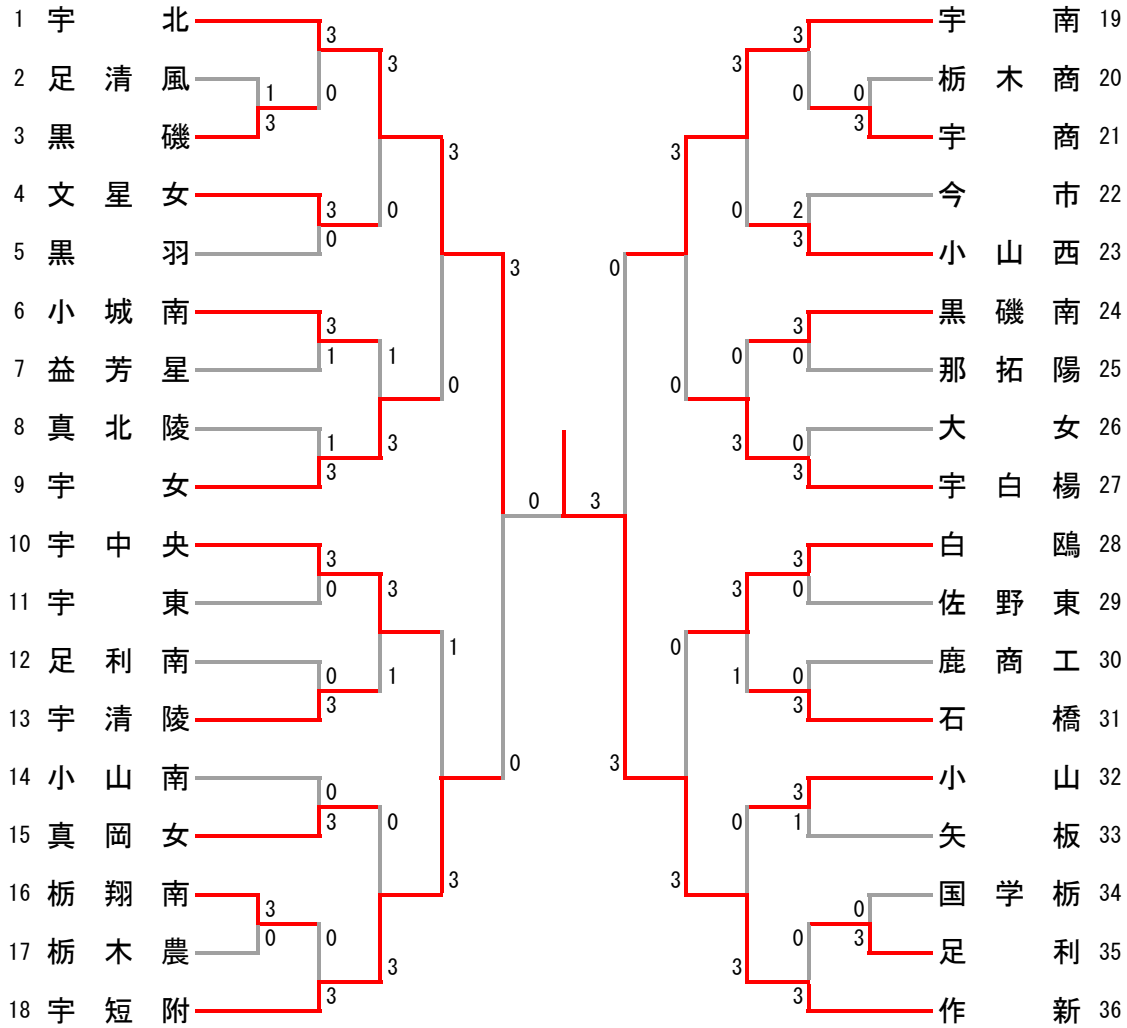 1 宇北
2 足清風
3 黒磯
4 文星女
5 黒羽
6 小城南
7 益芳星
8 真北陵
9 宇女
10 宇中央
11 宇東
12 足利南
13 宇清陵
14 小山南
15 真岡女
16 栃翔南
17 栃木農
18 宇短附
3
0
1
3
3
0
3
0
3
1
1
3
1
3
3
0
3
0
3
0
0
3
3
1
0
3
0
3
3
0
0
3
1
3
3
0
0 3
0
3
3
0
0
3
3
0
3
0
0
3
3
1
0
3
3
0
0
3
2
3
3
0
0
3
3
0
0
3
3
1
0
3
0
3
宇南 19
栃木商 20
宇商 21
今市 22
小山西 23
黒磯南 24
那拓陽 25
大女 26
宇白楊 27
白鴎 28
佐野東 29
鹿商工 30
石橋 31
小山 32
矢板 33
国学栃 34
足利 35
作新 36